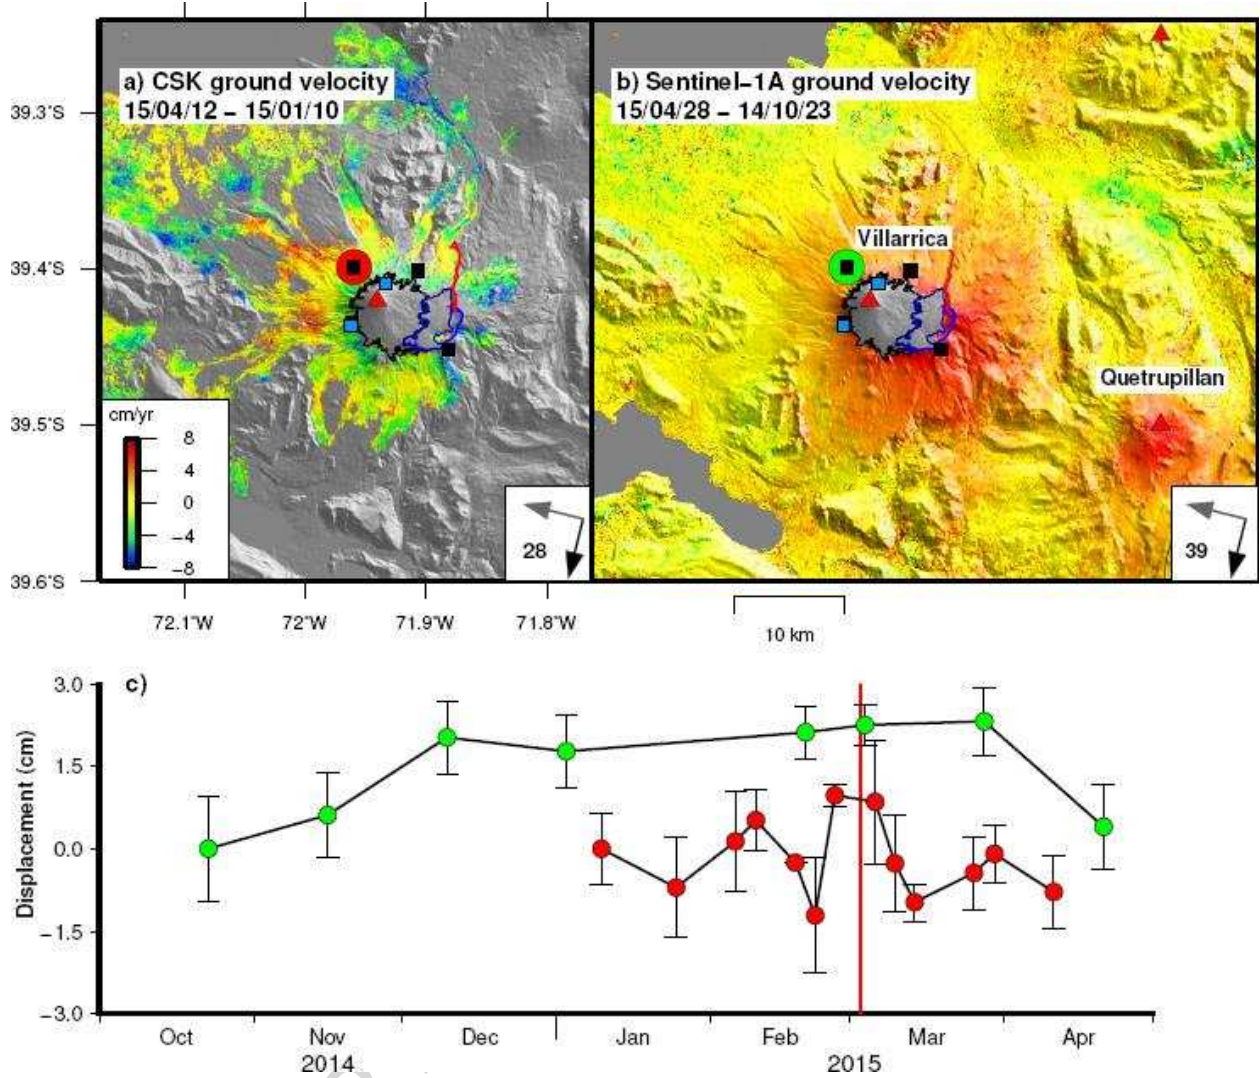 a) CSK ground velocity
15/04/12 – 15/01/10
b) Sentinel–1A ground velocity
15/04/28 – 14/10/23
39.3°S
39.4°S
39.5°S
39.6°S
Villarrica
Quetrupillan
cm/yr
8
4
0
−4
−8
28
39
72.1°W
72°W
71.9°W
71.8°W
10 km
c)
Displacement (cm)
3.0
1.5
0.0
−1.5
−3.0
Oct Nov Dec Jan Feb Mar Apr
2014 2015